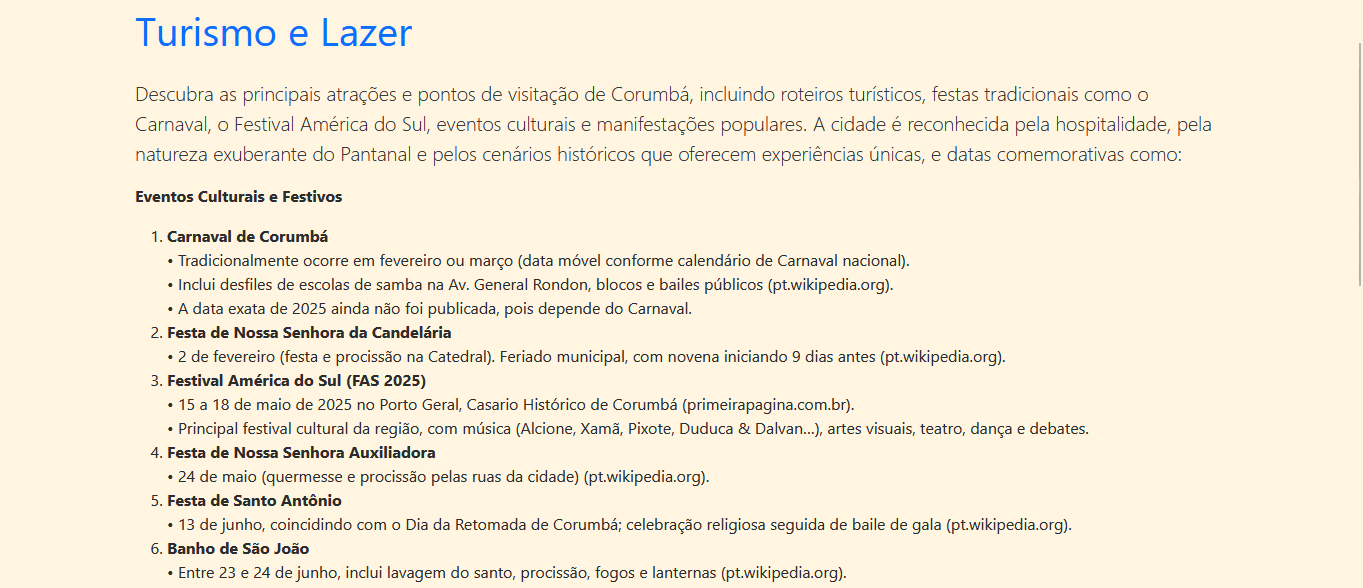 Turismo e Lazer
Descubra as principais atrações e pontos de visitação de Corumbá, incluindo roteiros turísticos, festas tradicionais como o
Carnaval, o Festival América do Sul, eventos culturais e manifestações populares. A cidade é reconhecida pela hospitalidade, pela
natureza exuberante do Pantanal e pelos cenários históricos que oferecem experiências únicas, e datas comemorativas como:
Eventos Culturais e Festivos
1. Carnaval de Corumbá
• Tradicionalmente ocorre em fevereiro ou março (data móvel conforme calendário de Carnaval nacional).
• Inclui desfiles de escolas de samba na Av. General Rondon, blocos e bailes públicos (pt.wikipedia.org).
• A data exata de 2025 ainda não foi publicada, pois depende do Carnaval.
2. Festa de Nossa Senhora da Candelária
• 2 de fevereiro (festa e procissão na Catedral). Feriado municipal, com novena iniciando 9 dias antes (pt.wikipedia.org).
3. Festival América do Sul (FAS 2025)
• 15 a 18 de maio de 2025 no Porto Geral, Casario Histórico de Corumbá (primeirapagina.com.br).
• Principal festival cultural da região, com música (Alcione, Xamã, Pixote, Duduca & Dalvan...), artes visuais, teatro, dança e debates.
4. Festa de Nossa Senhora Auxiliadora
• 24 de maio (quermesse e procissão pelas ruas da cidade) (pt.wikipedia.org).
5. Festa de Santo Antônio
• 13 de junho, coincidindo com o Dia da Retomada de Corumbá; celebração religiosa seguida de baile de gala (pt.wikipedia.org).
6. Banho de São João
• Entre 23 e 24 de junho, inclui lavagem do santo, procissão, fogos e lanternas (pt.wikipedia.org).